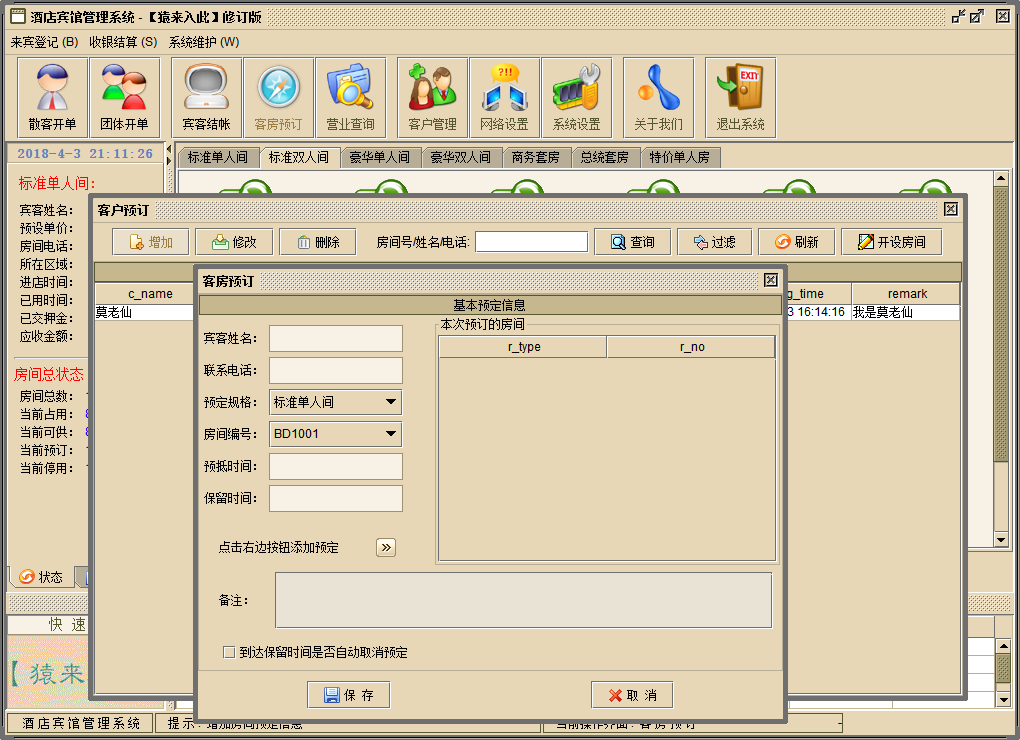 酒店宾馆管理系统 - 【猿来入此】修订版
来宾登记 (B) 收银结算 (S) 系统维护 (W)
散客开单 团体开单 宾客结帐 客房预订 营业查询 客户管理 网络设置 系统设置 关于我们 退出系统
EXIT
2018-4-3 21:11:26
标准单人间 标准双人间 豪华单人间 豪华双人间 商务套房 总统套房 特价单人房
标准单人间:
宾客姓名:
预设单价:
房间电话:
所在区域:
进店时间:
已用时间:
已交押金:
应收金额:
房间总状态
房间总数:
当前占用:
当前可供:
当前预订:
当前停用:
状态
快 速
【猿来
客户预订
增加 修改 删除 房间号/姓名/电话: 查询 过滤 刷新 开设房间
c_name g_time remark
莫老仙 3 16:14:16 我是莫老仙
客房预订
基本预定信息
宾客姓名:
联系电话:
预定规格: 标准单人间
房间编号: BD1001
预抵时间:
保留时间:
本次预订的房间
r_type r_no
点击右边按钮添加预定 »
备注:
到达保留时间是否自动取消预定
保 存 取 消
酒店宾馆管理系统 提示: 增加房间预定信息 当前操作界面: 客房预订